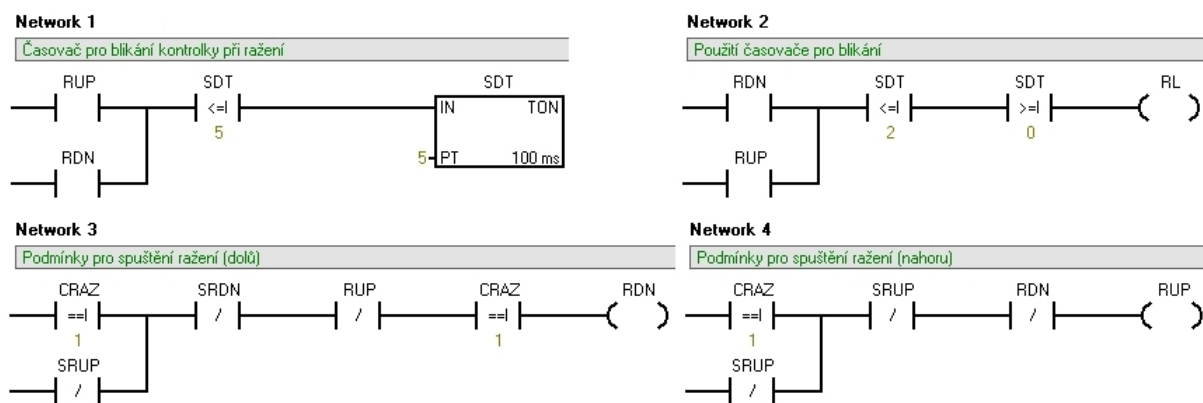 Network 1
Časovač pro blikání kontrolky při ražení
RUP SDT SDT
<=I IN TON
5
RDN 5 PT 100 ms
Network 2
Použití časovače pro blikání
RDN SDT SDT RL
<=I >=I
2 0
RUP
Network 3
Podmínky pro spuštění ražení (dolů)
CRAZ SRDN RUP CRAZ RDN
==I / / ==I
1 1
SRUP
/
Network 4
Podmínky pro spuštění ražení (nahoru)
CRAZ SRUP RDN RUP
==I / /
1
SRUP
/